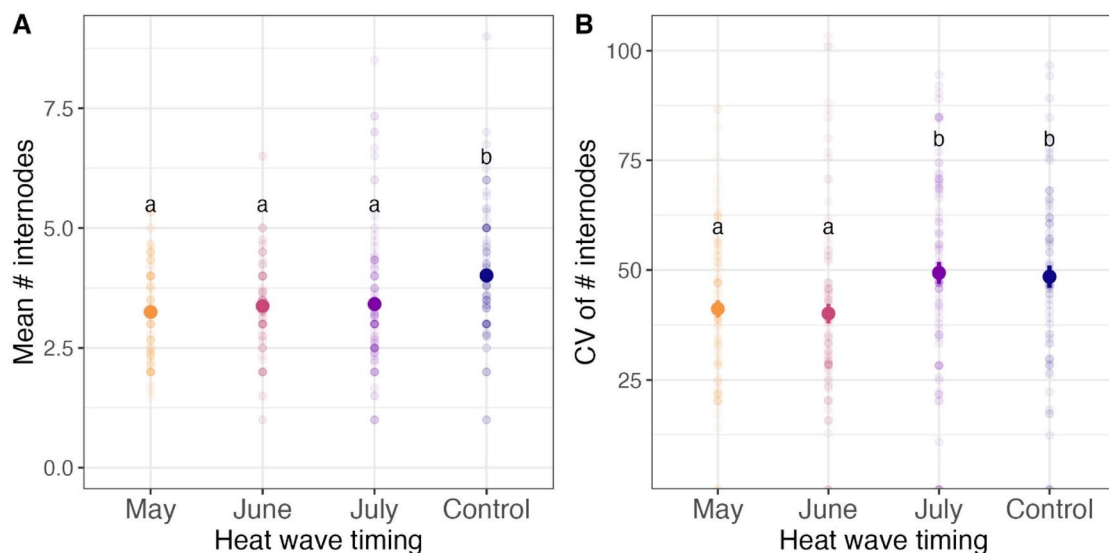 A
Mean # internodes
7.5
5.0
2.5
0.0
a
a
a
b
May
June
July
Control
Heat wave timing
B
CV of # internodes
100
75
50
25
a
a
b
b
May
June
July
Control
Heat wave timing